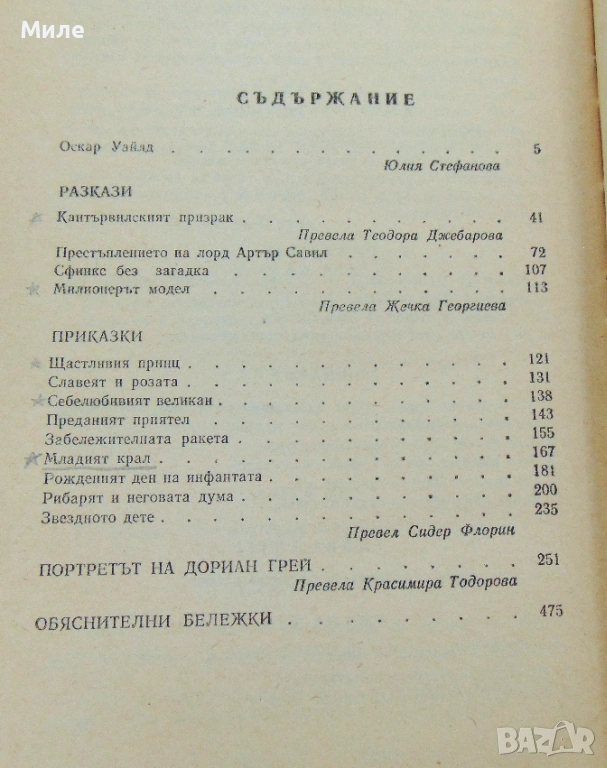 Миле
СЪДЪРЖАНИЕ
Оскар Уайлд . . . . . . . . . . . . . 5
Юлия Стефанова
РАЗКАЗИ
Кантървилският призрак . . . . . . . . . . 41
Превела Теодора Джебарова
Престъплението на лорд Артър Савил . . . . . . 72
Сфинкс без загадка . . . . . . . . . . . 107
Милионерът модел . . . . . . . . . . . 113
Превела Жечка Георгиева
ПРИКАЗКИ
Щастливия принц . . . . . . . . . . . 121
Славеят и розата . . . . . . . . . . . 131
Себелюбивият великан . . . . . . . . . . 138
Преданият приятел . . . . . . . . . . . 143
Забележителната ракета . . . . . . . . . . 155
Младият крал . . . . . . . . . . . . 167
Рожденият ден на инфантата . . . . . . . . . 181
Рибарят и неговата дума . . . . . . . . . . 200
Звездното дете . . . . . . . . . . . . 235
Превел Сидер Флорин
ПОРТРЕТЪТ НА ДОРИАН ГРЕЙ . . . . . . . . 251
Превела Красимира Тодорова
ОБЯСНИТЕЛНИ БЕЛЕЖКИ . . . . . . . . . 475
BAZAR